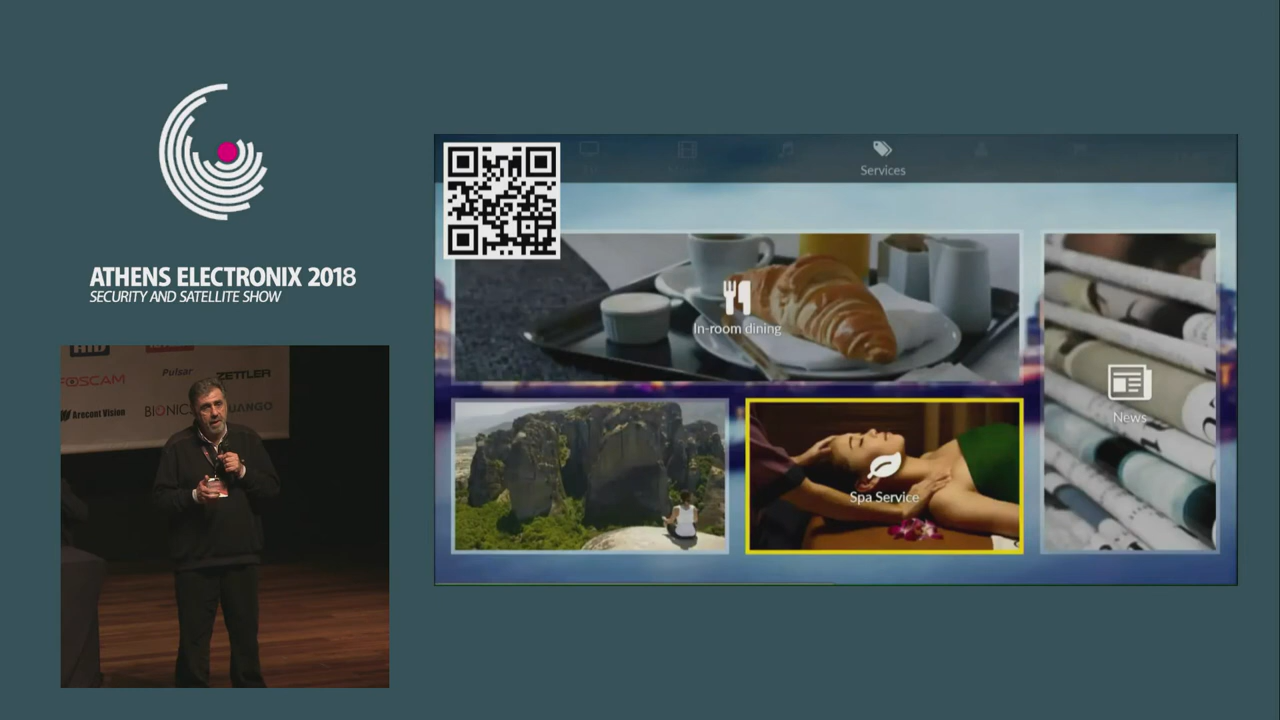 ATHENS ELECTRONIX 2018
SECURITY AND SATELLITE SHOW
FOSCAM
Pulsar
ZETTLER
Arecont Vision
BIONICS
Services
In-room dining
Spa Service
News